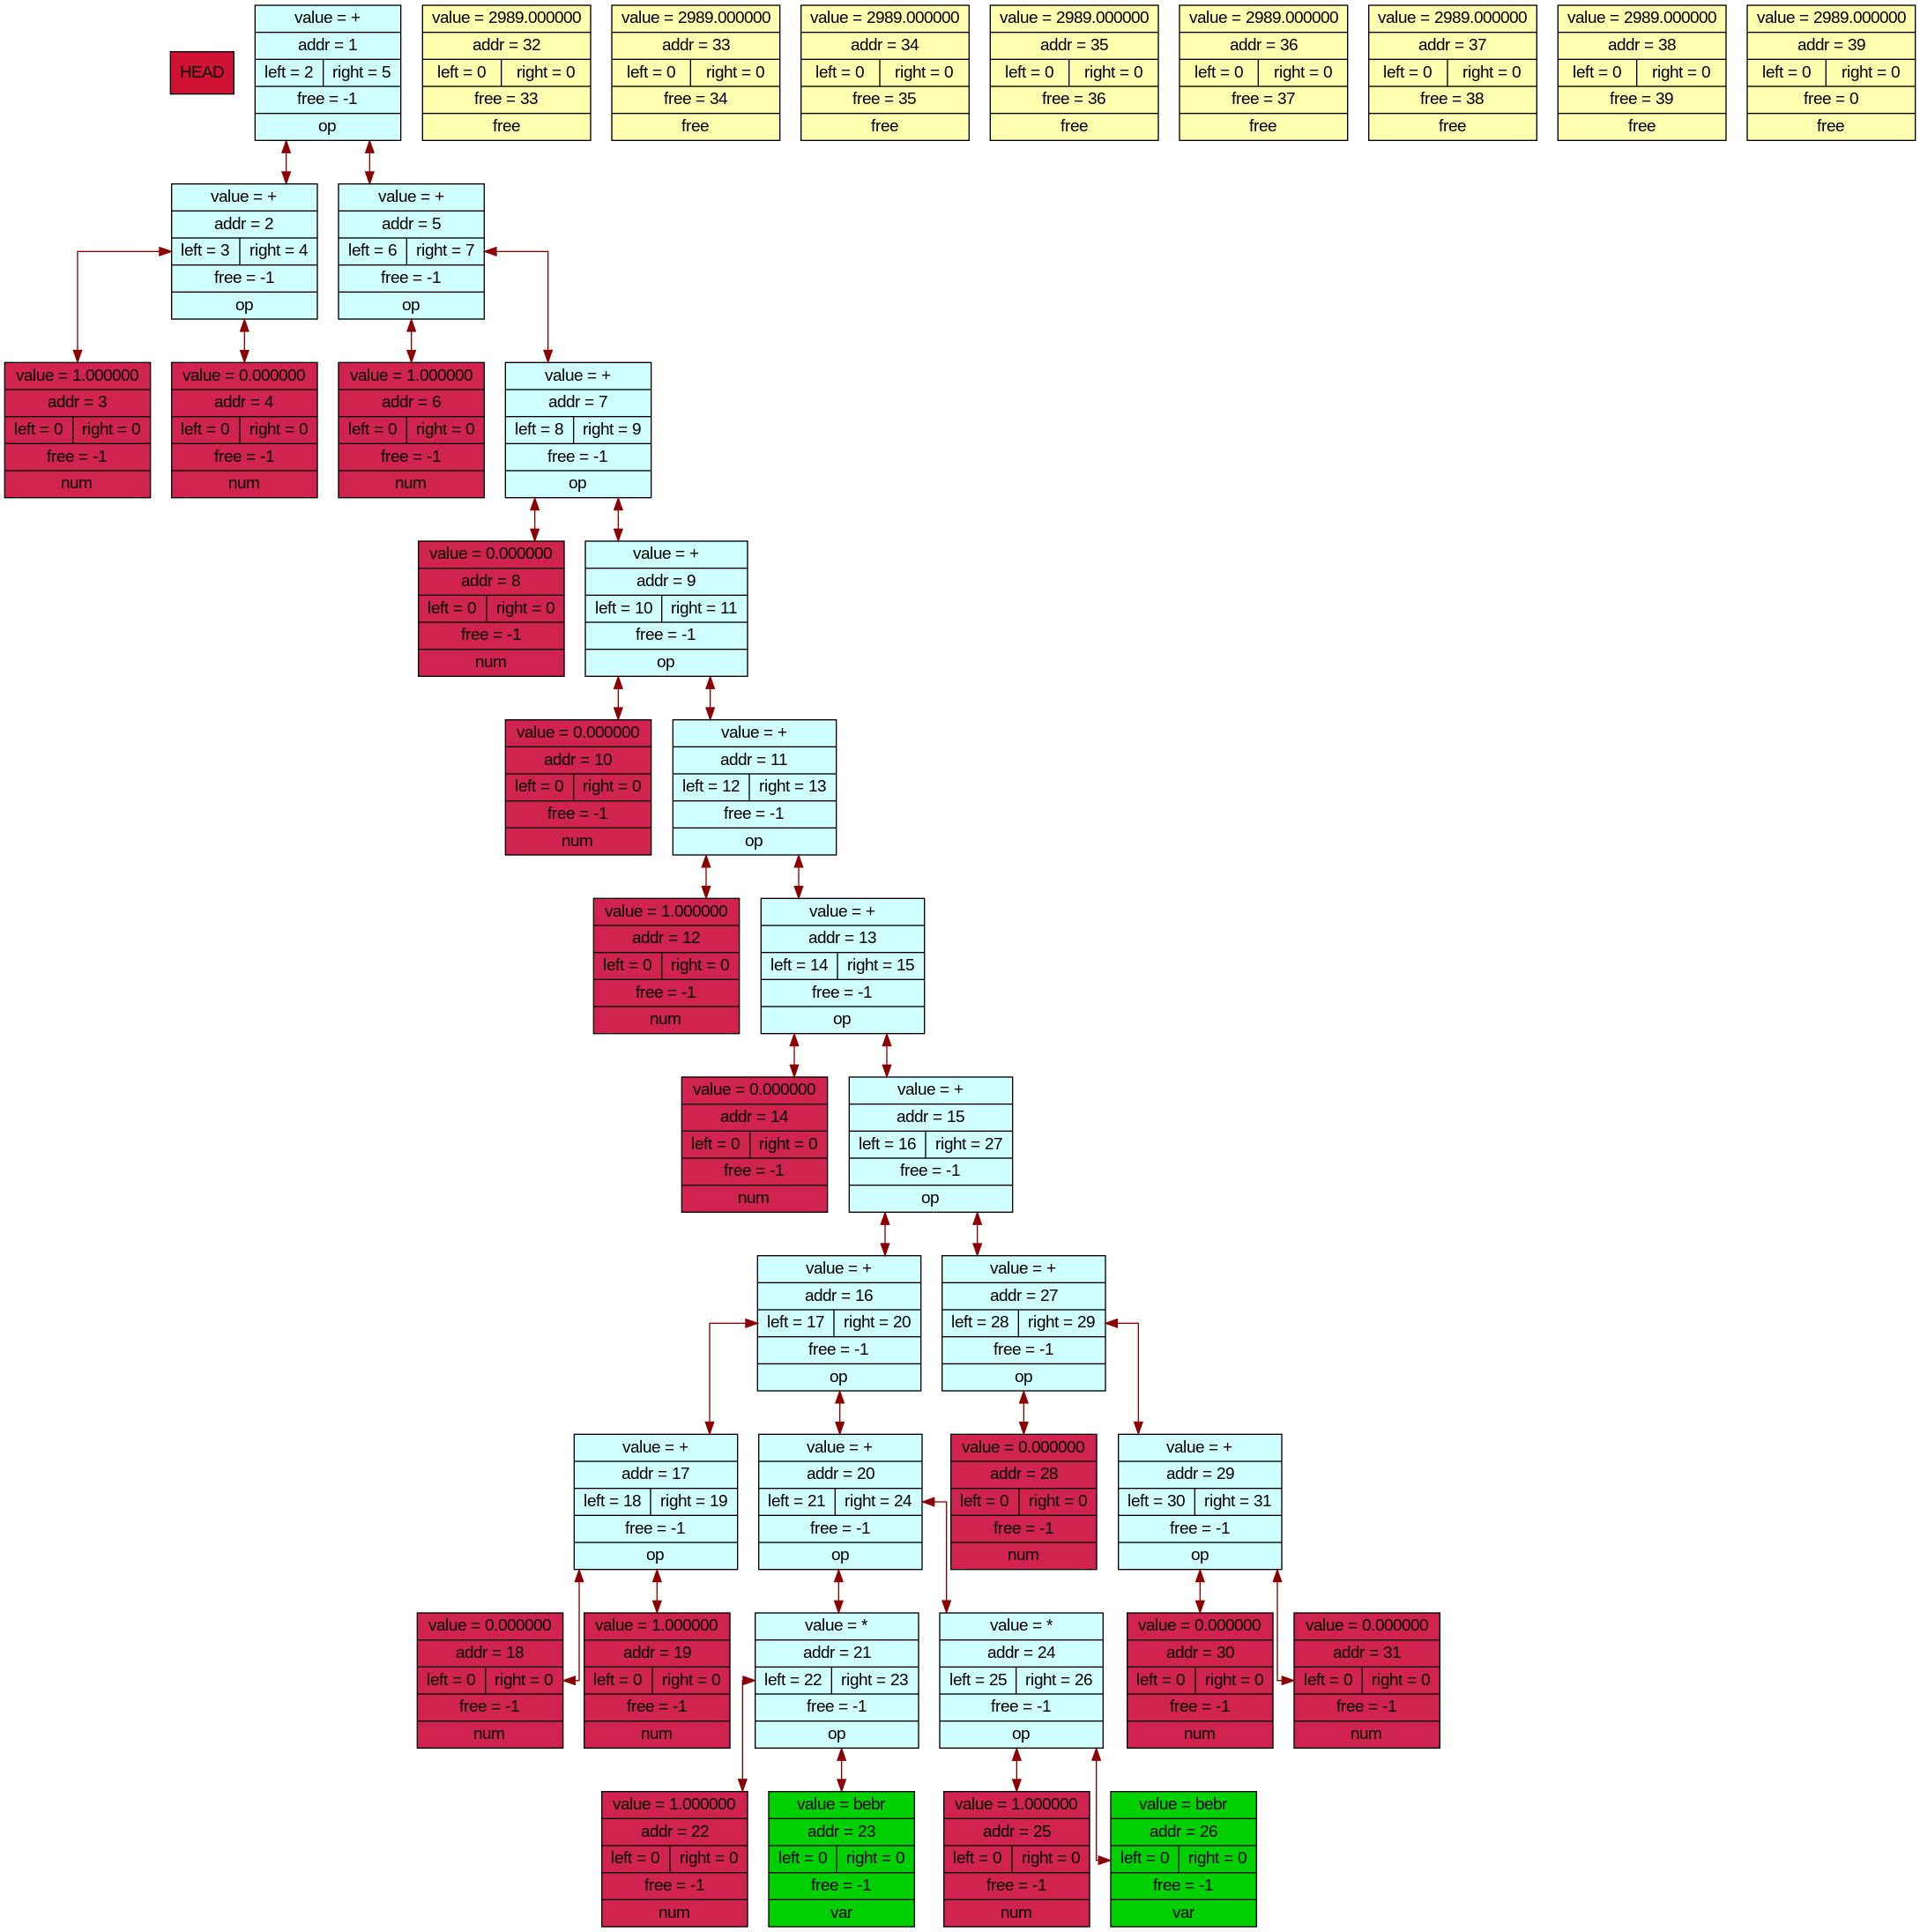 HEAD
value = +
addr = 1
left = 2 right = 5
free = -1
op
value = 2989.000000
addr = 32
left = 0 right = 0
free = 33
free
value = 2989.000000
addr = 33
left = 0 right = 0
free = 34
free
value = 2989.000000
addr = 34
left = 0 right = 0
free = 35
free
value = 2989.000000
addr = 35
left = 0 right = 0
free = 36
free
value = 2989.000000
addr = 36
left = 0 right = 0
free = 37
free
value = 2989.000000
addr = 37
left = 0 right = 0
free = 38
free
value = 2989.000000
addr = 38
left = 0 right = 0
free = 39
free
value = 2989.000000
addr = 39
left = 0 right = 0
free = 0
free
value = +
addr = 2
left = 3 right = 4
free = -1
op
value = +
addr = 5
left = 6 right = 7
free = -1
op
value = 1.000000
addr = 3
left = 0 right = 0
free = -1
num
value = 0.000000
addr = 4
left = 0 right = 0
free = -1
num
value = 1.000000
addr = 6
left = 0 right = 0
free = -1
num
value = +
addr = 7
left = 8 right = 9
free = -1
op
value = 0.000000
addr = 8
left = 0 right = 0
free = -1
num
value = +
addr = 9
left = 10 right = 11
free = -1
op
value = 0.000000
addr = 10
left = 0 right = 0
free = -1
num
value = +
addr = 11
left = 12 right = 13
free = -1
op
value = 1.000000
addr = 12
left = 0 right = 0
free = -1
num
value = +
addr = 13
left = 14 right = 15
free = -1
op
value = 0.000000
addr = 14
left = 0 right = 0
free = -1
num
value = +
addr = 15
left = 16 right = 27
free = -1
op
value = +
addr = 16
left = 17 right = 20
free = -1
op
value = +
addr = 27
left = 28 right = 29
free = -1
op
value = +
addr = 17
left = 18 right = 19
free = -1
op
value = +
addr = 20
left = 21 right = 24
free = -1
op
value = 0.000000
addr = 28
left = 0 right = 0
free = -1
num
value = +
addr = 29
left = 30 right = 31
free = -1
op
value = 0.000000
addr = 18
left = 0 right = 0
free = -1
num
value = 1.000000
addr = 19
left = 0 right = 0
free = -1
num
value = *
addr = 21
left = 22 right = 23
free = -1
op
value = *
addr = 24
left = 25 right = 26
free = -1
op
value = 0.000000
addr = 30
left = 0 right = 0
free = -1
num
value = 0.000000
addr = 31
left = 0 right = 0
free = -1
num
value = 1.000000
addr = 22
left = 0 right = 0
free = -1
num
value = bebr
addr = 23
left = 0 right = 0
free = -1
var
value = 1.000000
addr = 25
left = 0 right = 0
free = -1
num
value = bebr
addr = 26
left = 0 right = 0
free = -1
var